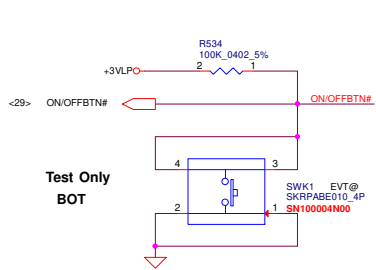 R534
100K_0402_5%
+3VLP
2
1
<29>
ON/OFFBTN#
ON/OFFBTN#
4
3
Test Only
BOT
SWK1 EVT@
SKRPABE010_4P
SN100004N00
2
1